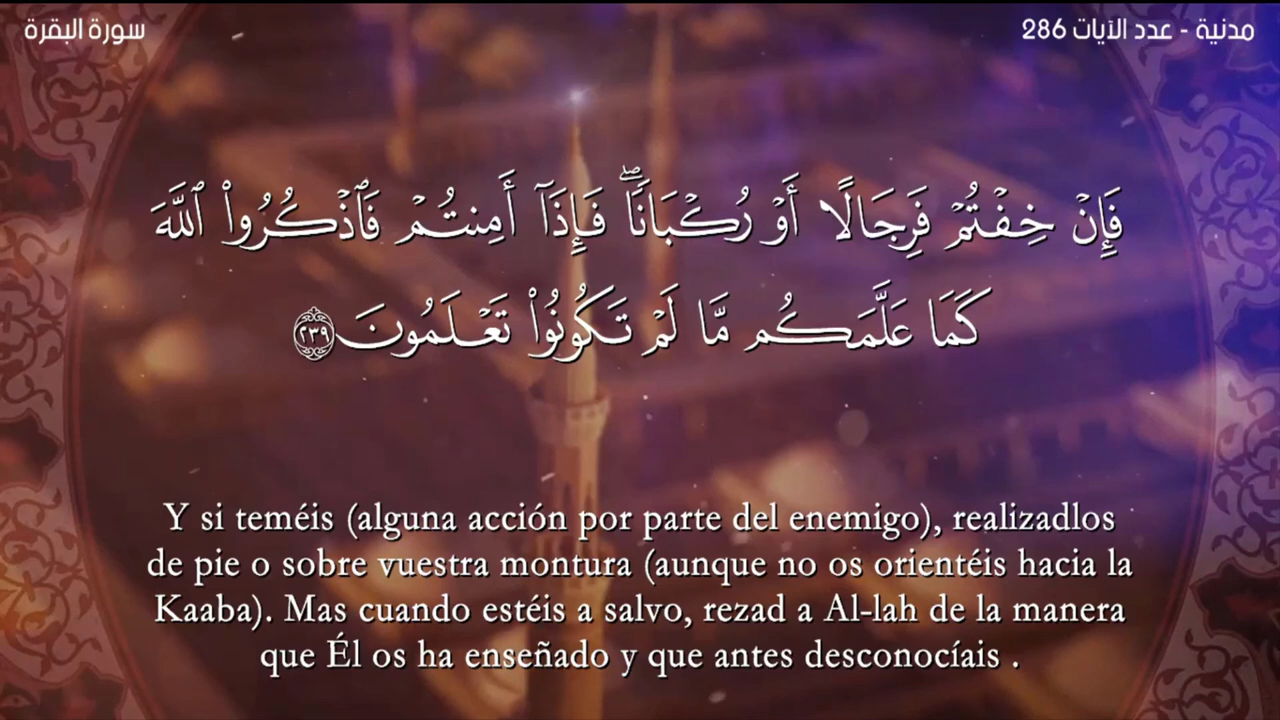 سورة البقرة
مدنية - عدد الآيات 286
فَإِنْ خِفْتُمْ فَرِجَالًا أَوْ رُكْبَانًا ۖ فَإِذَآ أَمِنتُمْ فَٱذْكُرُوا۟ ٱللَّهَ
كَمَا عَلَّمَكُم مَّا لَمْ تَكُونُوا۟ تَعْلَمُونَ ٢٣٩
Y si teméis (alguna acción por parte del enemigo), realizadlos
de pie o sobre vuestra montura (aunque no os orientéis hacia la
Kaaba). Mas cuando estéis a salvo, rezad a Al-lah de la manera
que Él os ha enseñado y que antes desconocíais .